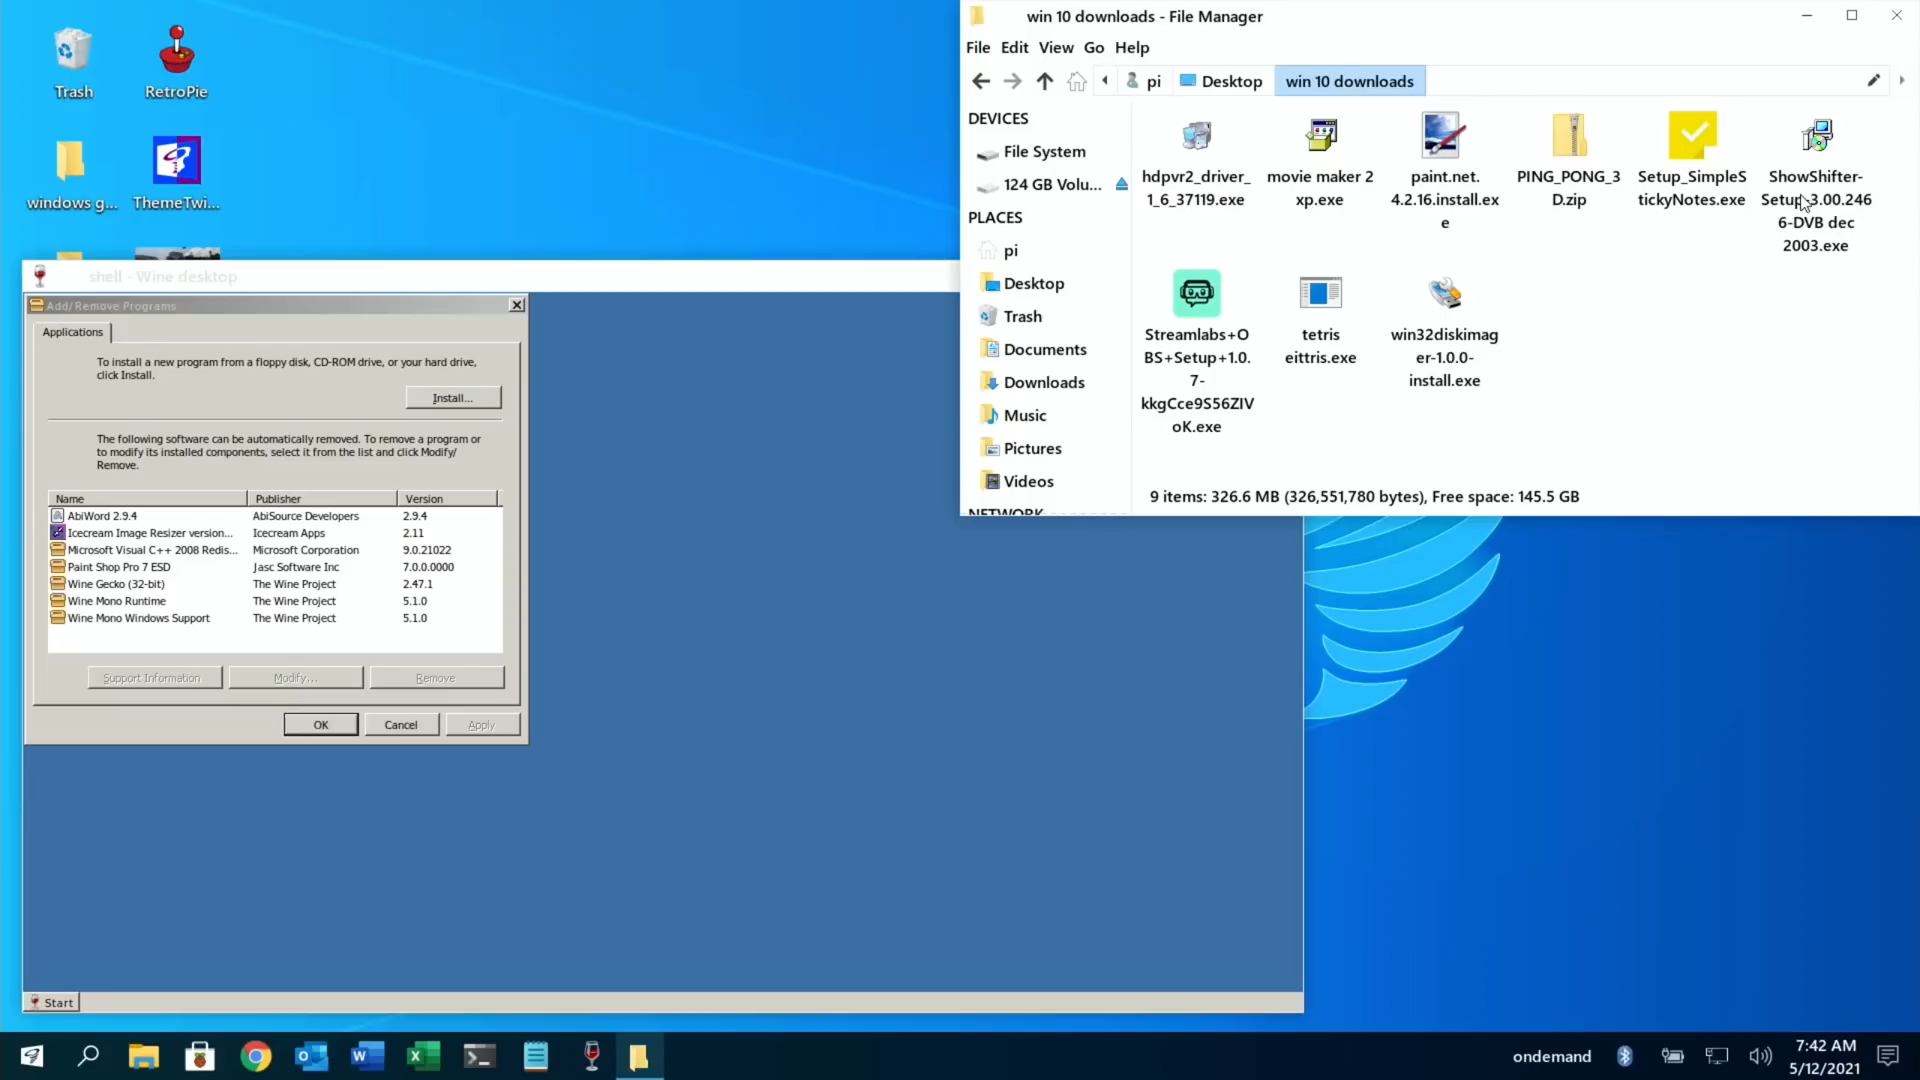 Trash
RetroPie
windows g...
ThemeTwi...
win 10 downloads - File Manager
File Edit View Go Help
pi Desktop win 10 downloads
DEVICES
File System
124 GB Volu...
PLACES
pi
Desktop
Trash
Documents
Downloads
Music
Pictures
Videos
NETWORK
hdpvr2_driver_
1_6_37119.exe
movie maker 2
xp.exe
paint.net.
4.2.16.install.ex
e
PING_PONG_3
D.zip
Setup_SimpleS
tickyNotes.exe
ShowShifter-
Setup-3.00.246
6-DVB dec
2003.exe
Streamlabs+O
BS+Setup+1.0.
7-
kkgCce9S56ZIV
oK.exe
tetris
eittris.exe
win32diskimag
er-1.0.0-
install.exe
9 items: 326.6 MB (326,551,780 bytes), Free space: 145.5 GB
shell - Wine desktop
Add/Remove Programs
Applications
To install a new program from a floppy disk, CD-ROM drive, or your hard drive,
click Install.
Install...
The following software can be automatically removed. To remove a program or
to modify its installed components, select it from the list and click Modify/
Remove.
Name Publisher Version
AbiWord 2.9.4 AbiSource Developers 2.9.4
Icecream Image Resizer version... Icecream Apps 2.11
Microsoft Visual C++ 2008 Redis... Microsoft Corporation 9.0.21022
Paint Shop Pro 7 ESD Jasc Software Inc 7.0.0.0000
Wine Gecko (32-bit) The Wine Project 2.47.1
Wine Mono Runtime The Wine Project 5.1.0
Wine Mono Windows Support The Wine Project 5.1.0
Support Information Modify... Remove
OK Cancel Apply
Start
ondemand
7:42 AM
5/12/2021